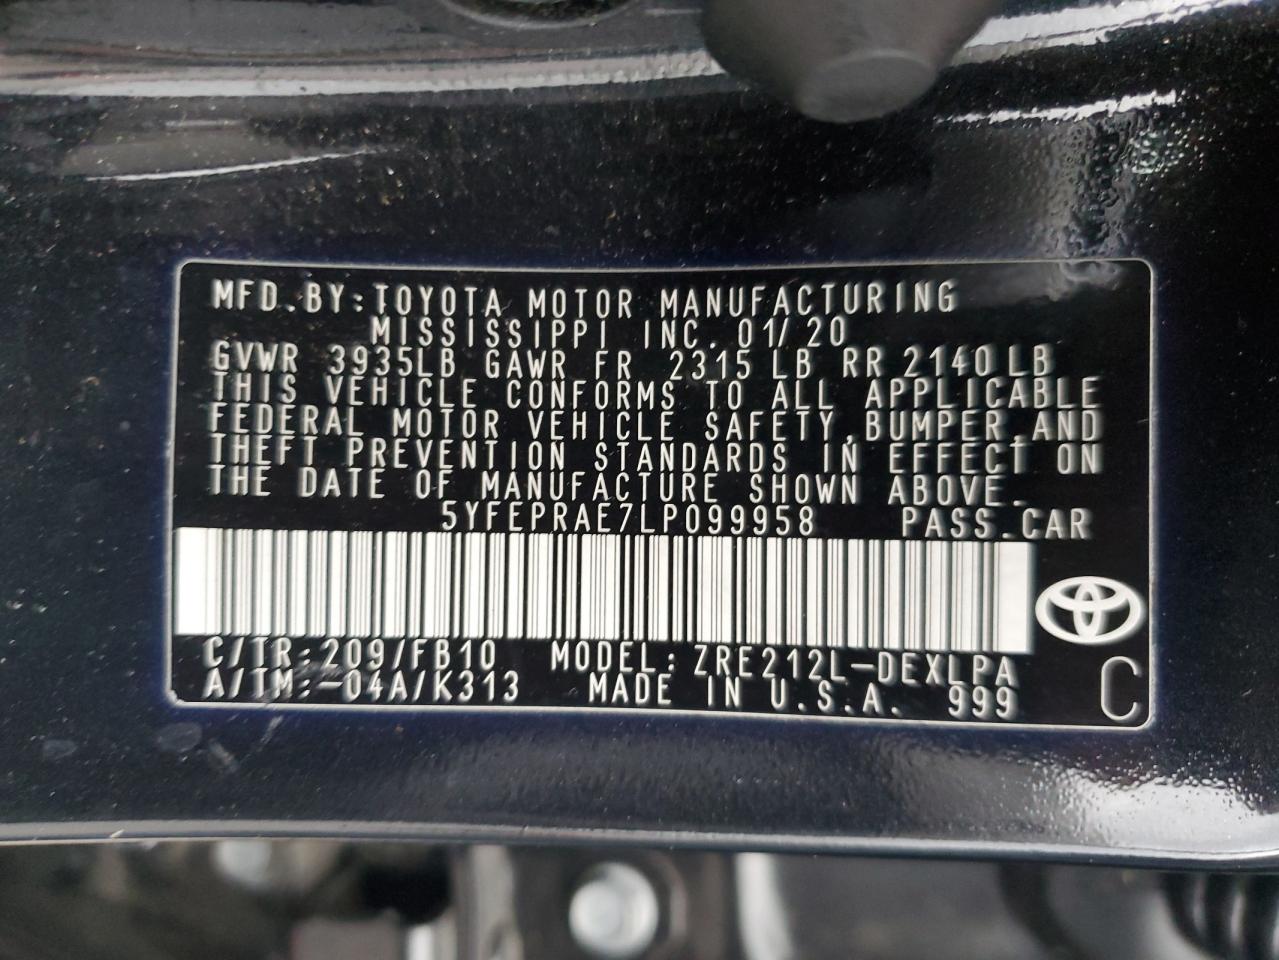 MFD.BY:TOYOTA MOTOR MANUFACTURING
MISSISSIPPI INC. 01/20
GVWR 3935LB GAWR FR 2315 LB RR 2140 LB
THIS VEHICLE CONFORMS TO ALL APPLICABLE
FEDERAL MOTOR VEHICLE SAFETY,BUMPER,AND
THEFT PREVENTION STANDARDS IN EFFECT ON
THE DATE OF MANUFACTURE SHOWN ABOVE.
5YFEPRAE7LP099958 PASS.CAR
C/TR:209/FB10 MODEL:ZRE212L-DEXLPA
A/TM:-04A/K313 MADE IN U.S.A. 999
C